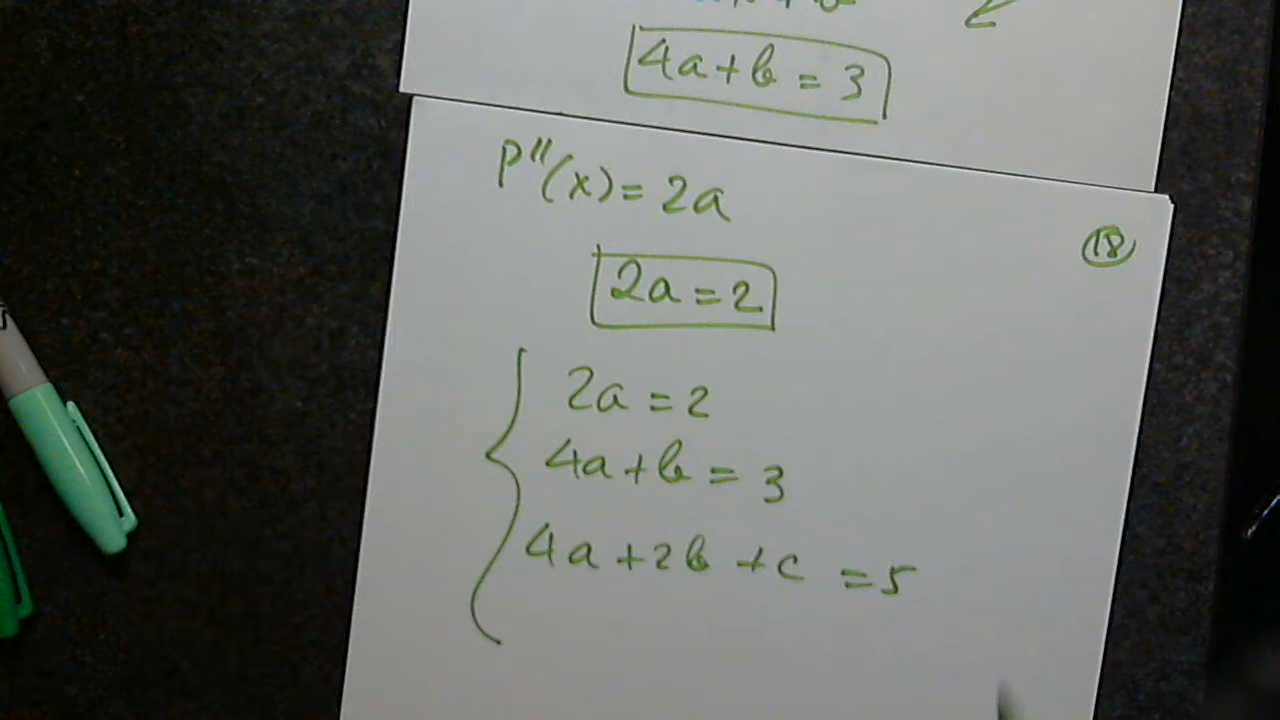 4a+b = 3
P''(x) = 2a
18
2a = 2
2a = 2
4a+b = 3
4a+2b+c = 5